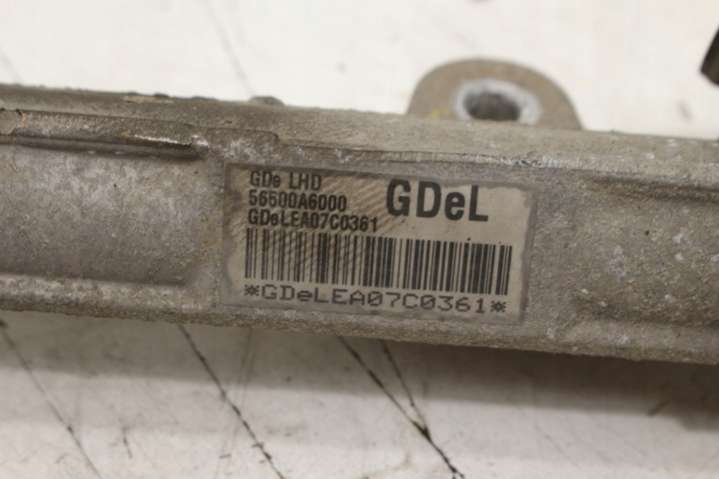 GDe LHD
56500A6000
GDeLEA07C0361
GDeL
*GDeLEA07C0361*